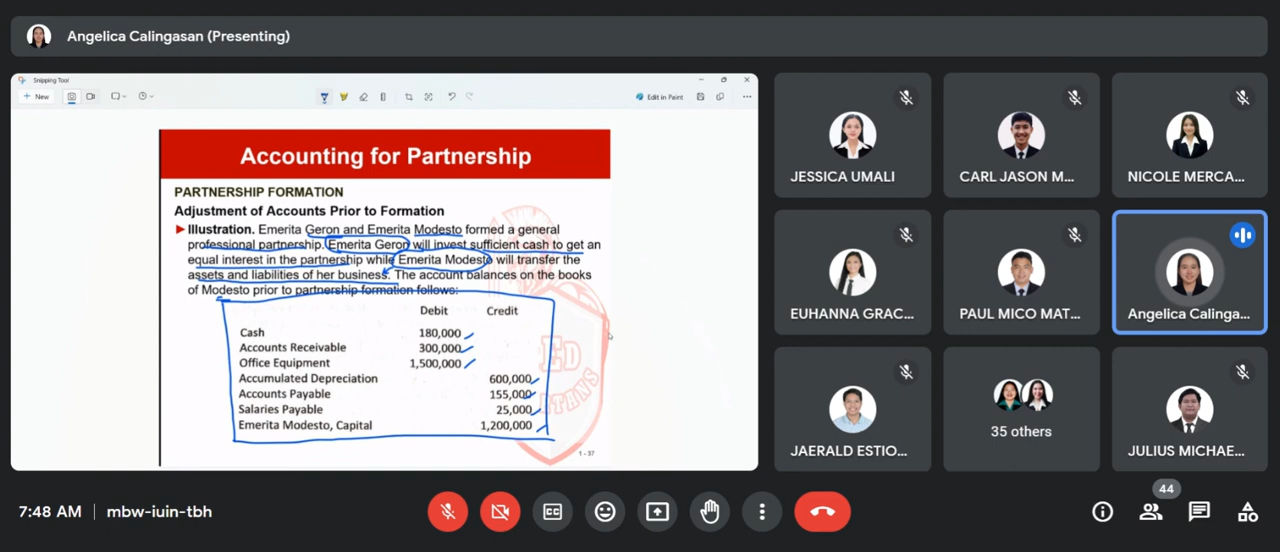 Angelica Calingasan (Presenting)
Snipping Tool
New
Edit in Paint
Accounting for Partnership
PARTNERSHIP FORMATION
Adjustment of Accounts Prior to Formation
Illustration. Emerita Geron and Emerita Modesto formed a general
professional partnership. Emerita Geron will invest sufficient cash to get an
equal interest in the partnership while Emerita Modesto will transfer the
assets and liabilities of her business. The account balances on the books
of Modesto prior to partnership formation follows:
Debit Credit
Cash 180,000
Accounts Receivable 300,000
Office Equipment 1,500,000
Accumulated Depreciation 600,000
Accounts Payable 155,000
Salaries Payable 25,000
Emerita Modesto, Capital 1,200,000
ED
1 - 37
JESSICA UMALI
CARL JASON M...
NICOLE MERCA...
EUHANNA GRAC...
PAUL MICO MAT...
Angelica Calinga...
JAERALD ESTIO...
35 others
JULIUS MICHAE...
7:48 AM
mbw-iuin-tbh
CC
44